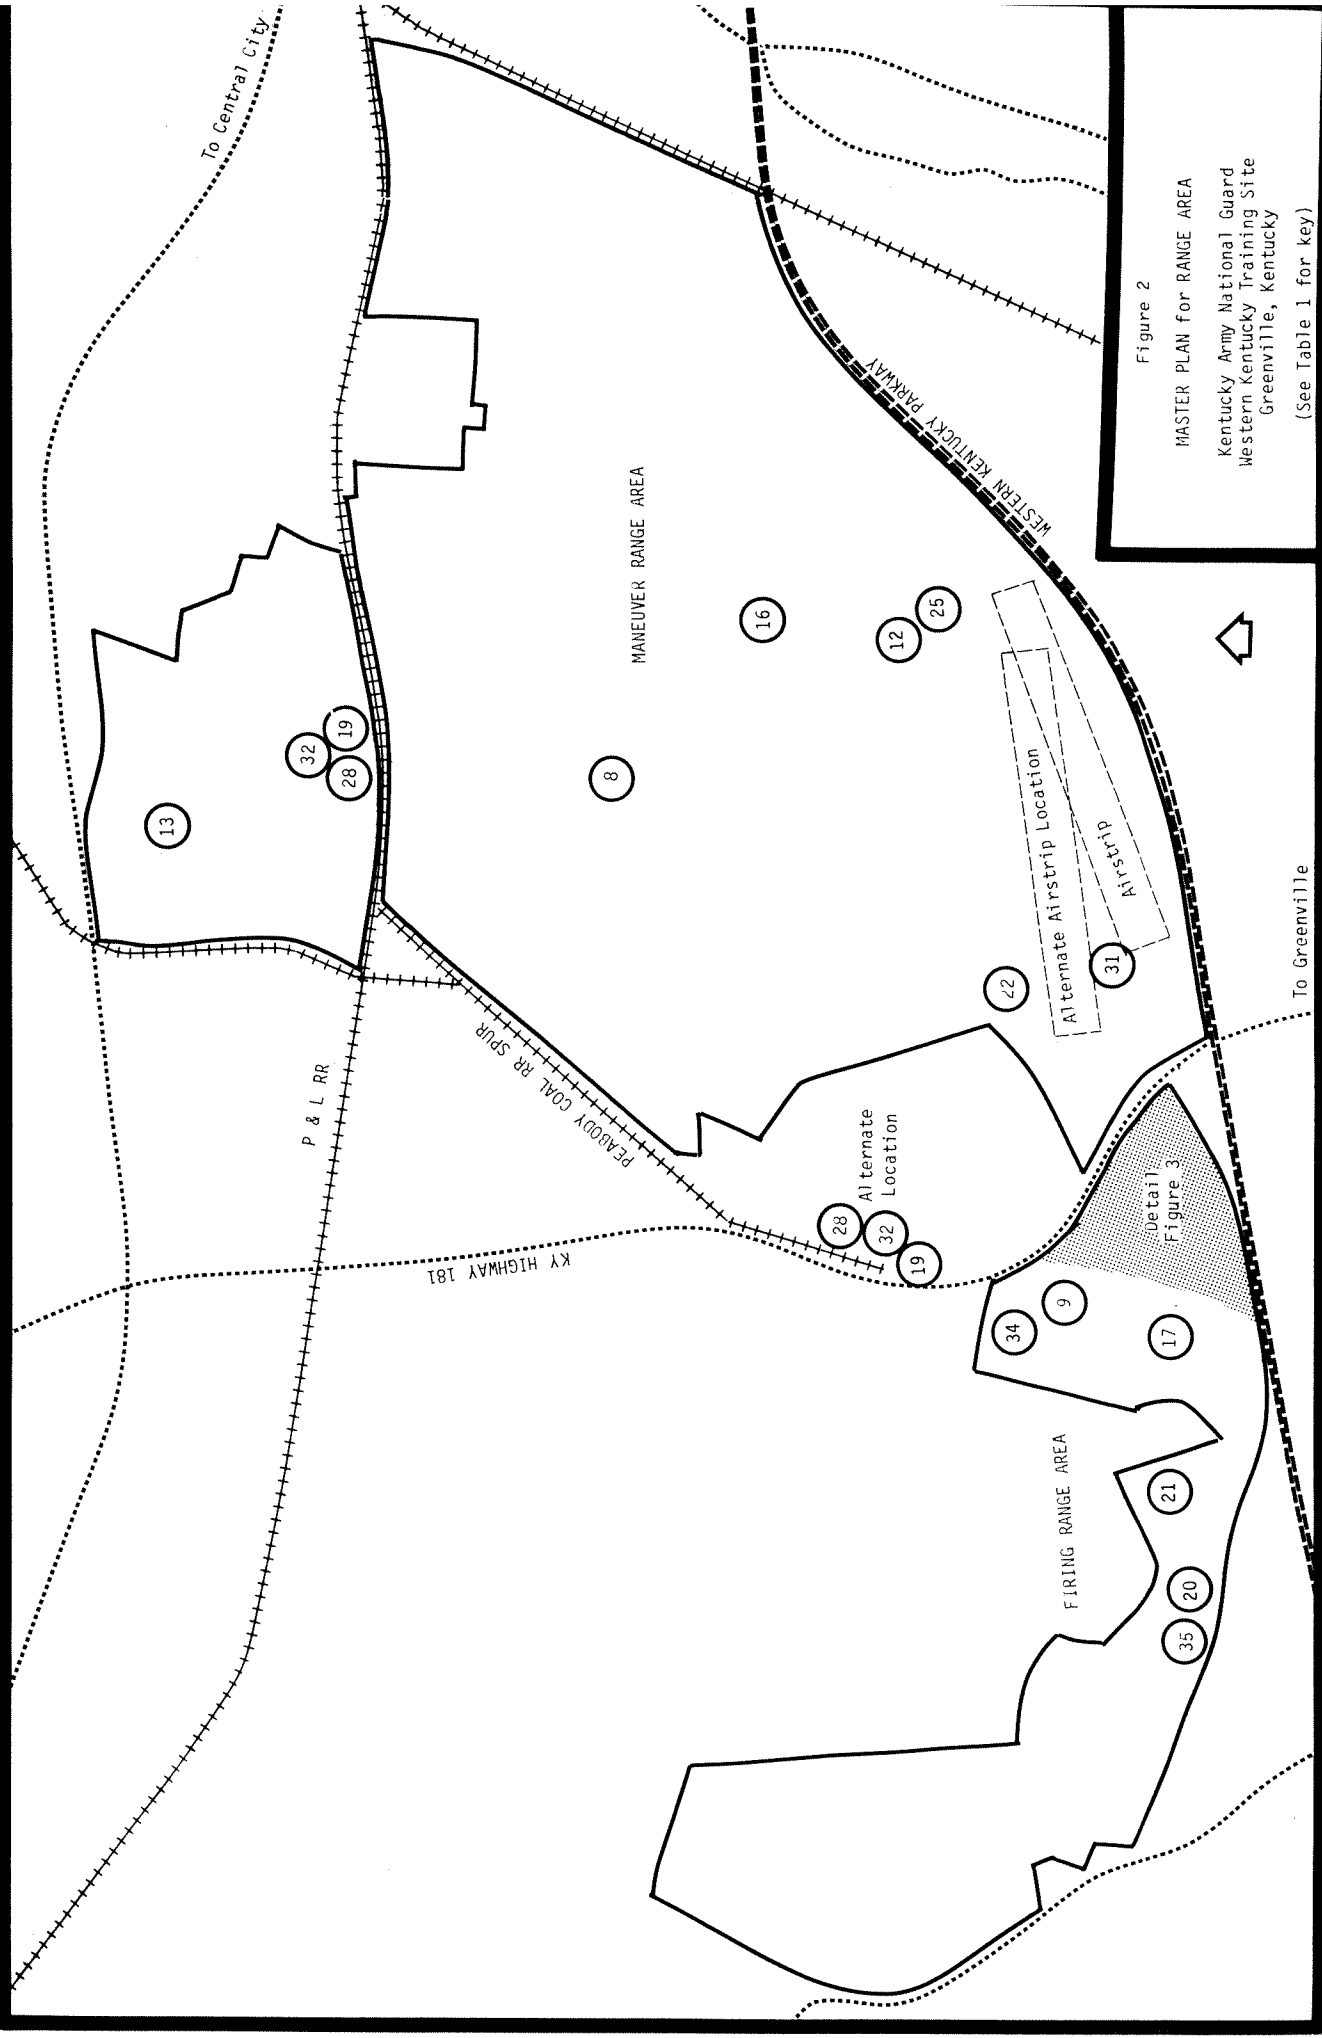 To Central City
P & L RR
KY HIGHWAY 181
PEABODY COAL RR SPUR
13
32
19
28
MANEUVER RANGE AREA
8
16
12
25
22
31
Alternate Airstrip Location
Airstrip
WESTERN KENTUCKY PARKWAY
28
32
19
Alternate
Location
34
9
17
Detail
Figure 3
FIRING RANGE AREA
21
20
35
To Greenville
Figure 2
MASTER PLAN for RANGE AREA
Kentucky Army National Guard
Western Kentucky Training Site
Greenville, Kentucky
(See Table 1 for key)